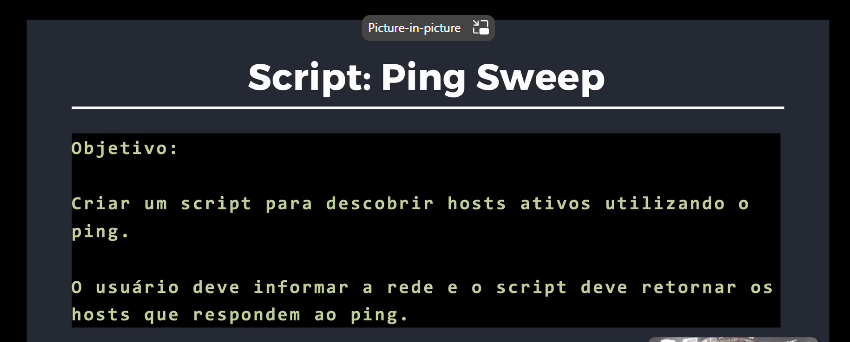 Picture-in-picture
Script: Ping Sweep
Objetivo:
Criar um script para descobrir hosts ativos utilizando o
ping.
O usuário deve informar a rede e o script deve retornar os
hosts que respondem ao ping.